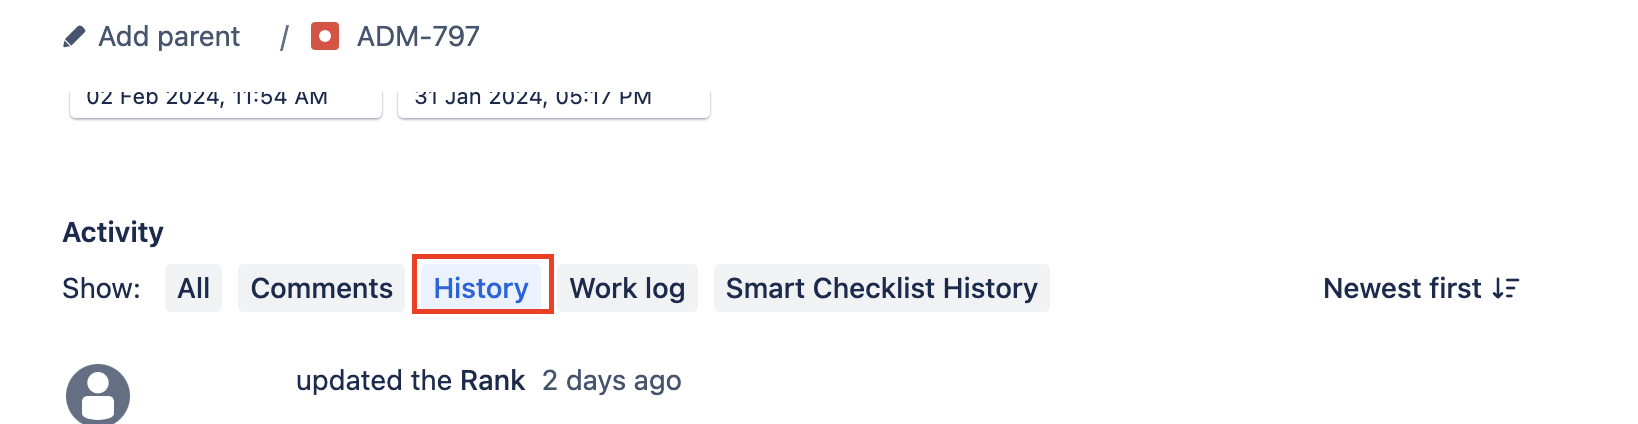 Add parent / ADM-797
02 Feb 2024, 11:54 AM 31 Jan 2024, 05:17 PM
Activity
Show: All Comments History Work log Smart Checklist History Newest first
updated the Rank 2 days ago